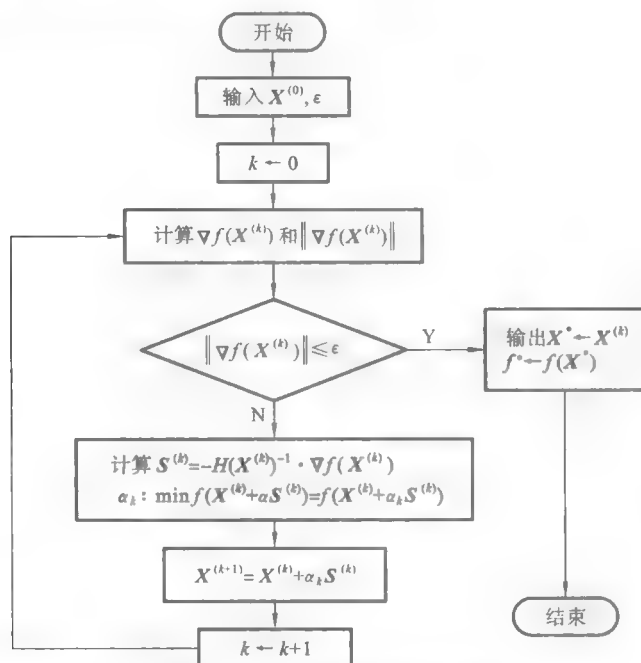 开始
输入 X⁽⁰⁾, ε
k ← 0
计算 ∇f(X⁽ᵏ⁾) 和 ‖∇f(X⁽ᵏ⁾)‖
‖∇f(X⁽ᵏ⁾)‖ ≤ ε
Y
输出X* ← X⁽ᵏ⁾
f* ← f(X*)
N
计算 S⁽ᵏ⁾=-H(X⁽ᵏ⁾)⁻¹ · ∇f(X⁽ᵏ⁾)
αₖ: min f(X⁽ᵏ⁾+αS⁽ᵏ⁾)=f(X⁽ᵏ⁾+αₖS⁽ᵏ⁾)
X⁽ᵏ⁺¹⁾= X⁽ᵏ⁾+αₖS⁽ᵏ⁾
k ← k+1
结束